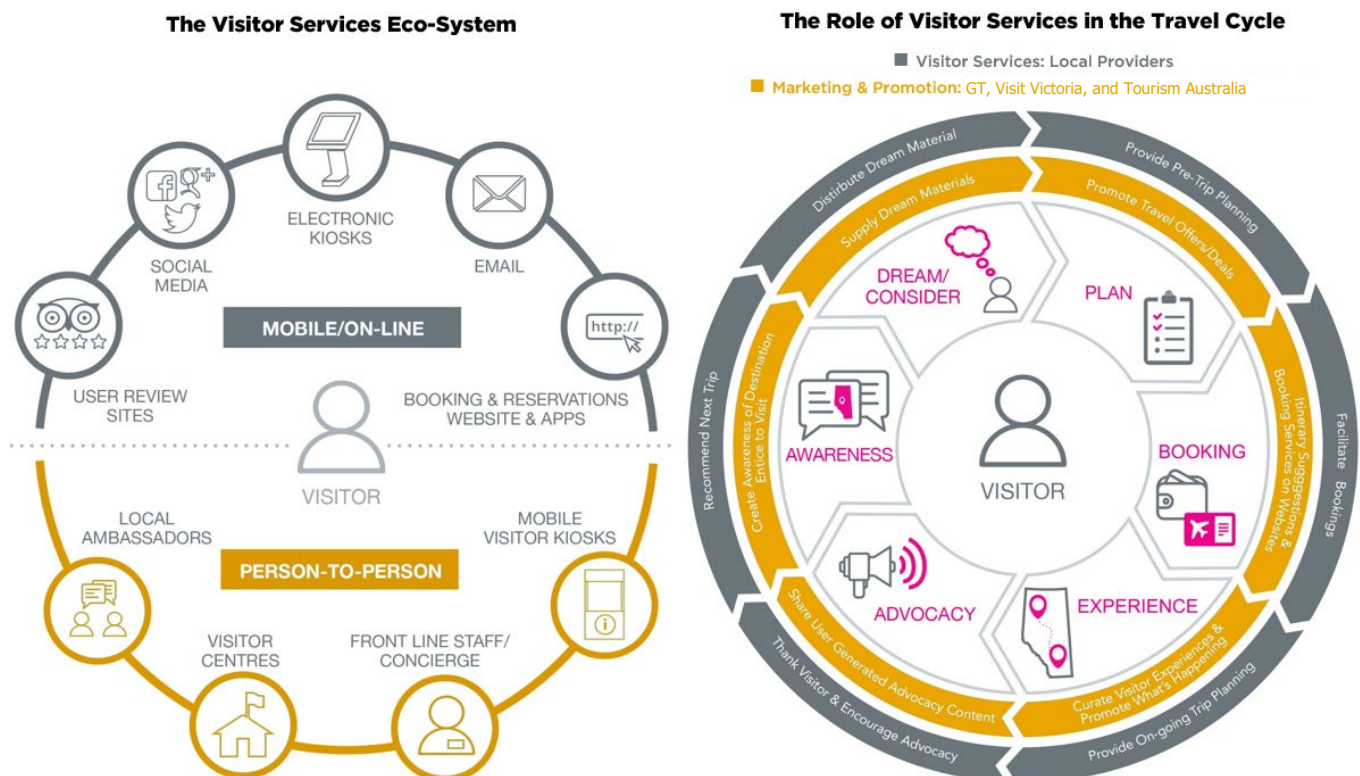 The Visitor Services Eco-System
ELECTRONIC
KIOSKS
SOCIAL
MEDIA
EMAIL
MOBILE/ON-LINE
http://
USER REVIEW
SITES
BOOKING & RESERVATIONS
WEBSITE & APPS
VISITOR
LOCAL
AMBASSADORS
MOBILE
VISITOR KIOSKS
PERSON-TO-PERSON
VISITOR
CENTRES
FRONT LINE STAFF/
CONCIERGE
The Role of Visitor Services in the Travel Cycle
Visitor Services: Local Providers
Marketing & Promotion: GT, Visit Victoria, and Tourism Australia
Distirbute Dream Material
Provide Pre-Trip Planning
Facilitate Bookings
Provide On-going Trip Planning
Thank Visitor & Encourage Advocacy
Recommend Next Trip
Supply Dream Materials
Promote Travel Offers/Deals
Itinerary Suggestions &
Booking Services on Websites
Curate Visitor Experiences &
Promote What's Happening
Share User Generated Advocacy Content
Create Awareness of Destination
Entice to Visit
DREAM/
CONSIDER
PLAN
BOOKING
EXPERIENCE
ADVOCACY
AWARENESS
VISITOR